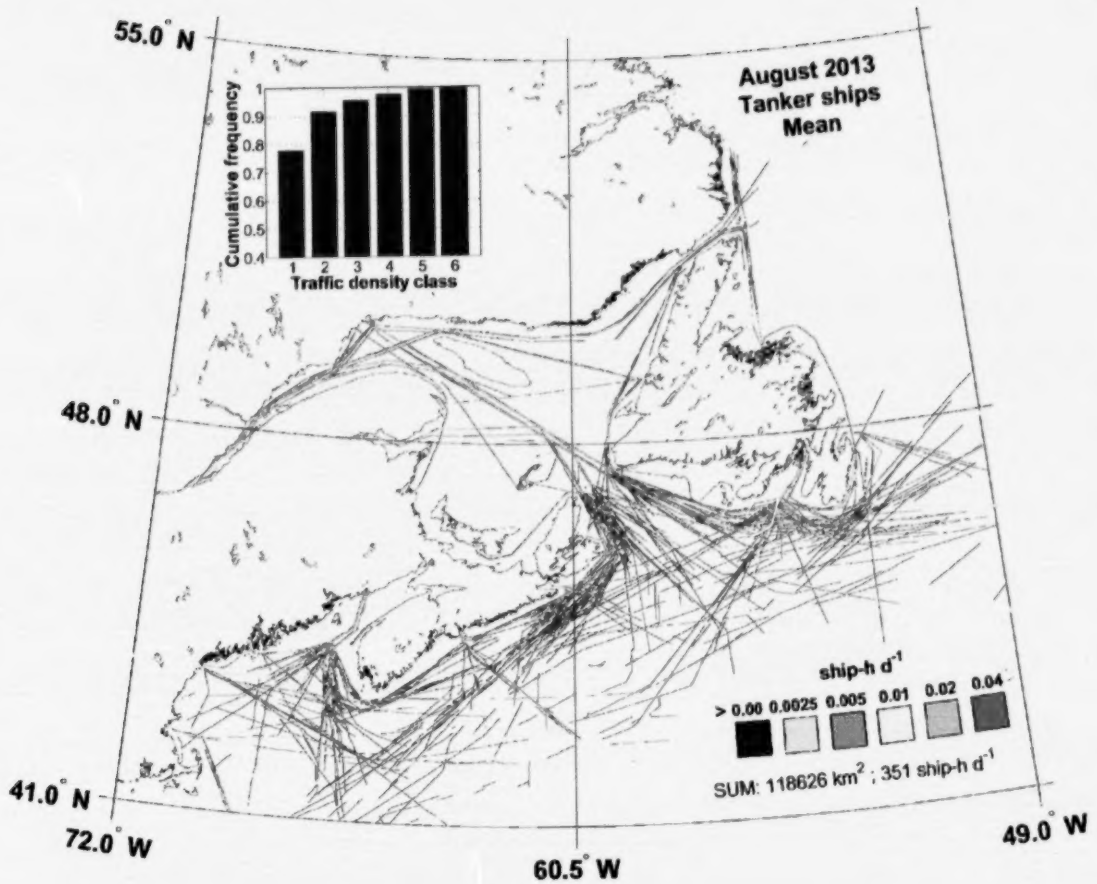 55.0° N
August 2013
Tanker ships
Mean
Cumulative frequency
1
0.9
0.8
0.7
0.6
0.5
0.4
1 2 3 4 5 6
Traffic density class
48.0° N
ship-h d⁻¹
> 0.00 0.0025 0.005 0.01 0.02 0.04
SUM: 118626 km² ; 351 ship-h d⁻¹
41.0° N
72.0° W
60.5° W
49.0° W